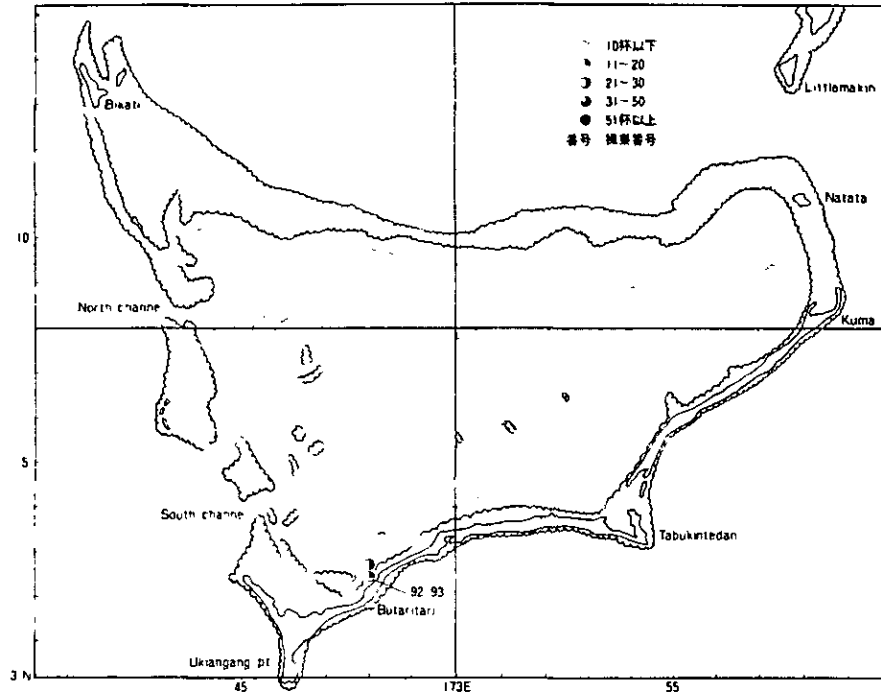 10杯以下
11~20
21~30
31~50
51杯以上
番号 操業番号
Littlamakin
Bikati
Natata
10
North channe
Kuma
5
South channe
Tabukintedan
92 93
Butaritari
Ukiangang pt
3 N
45
173E
55